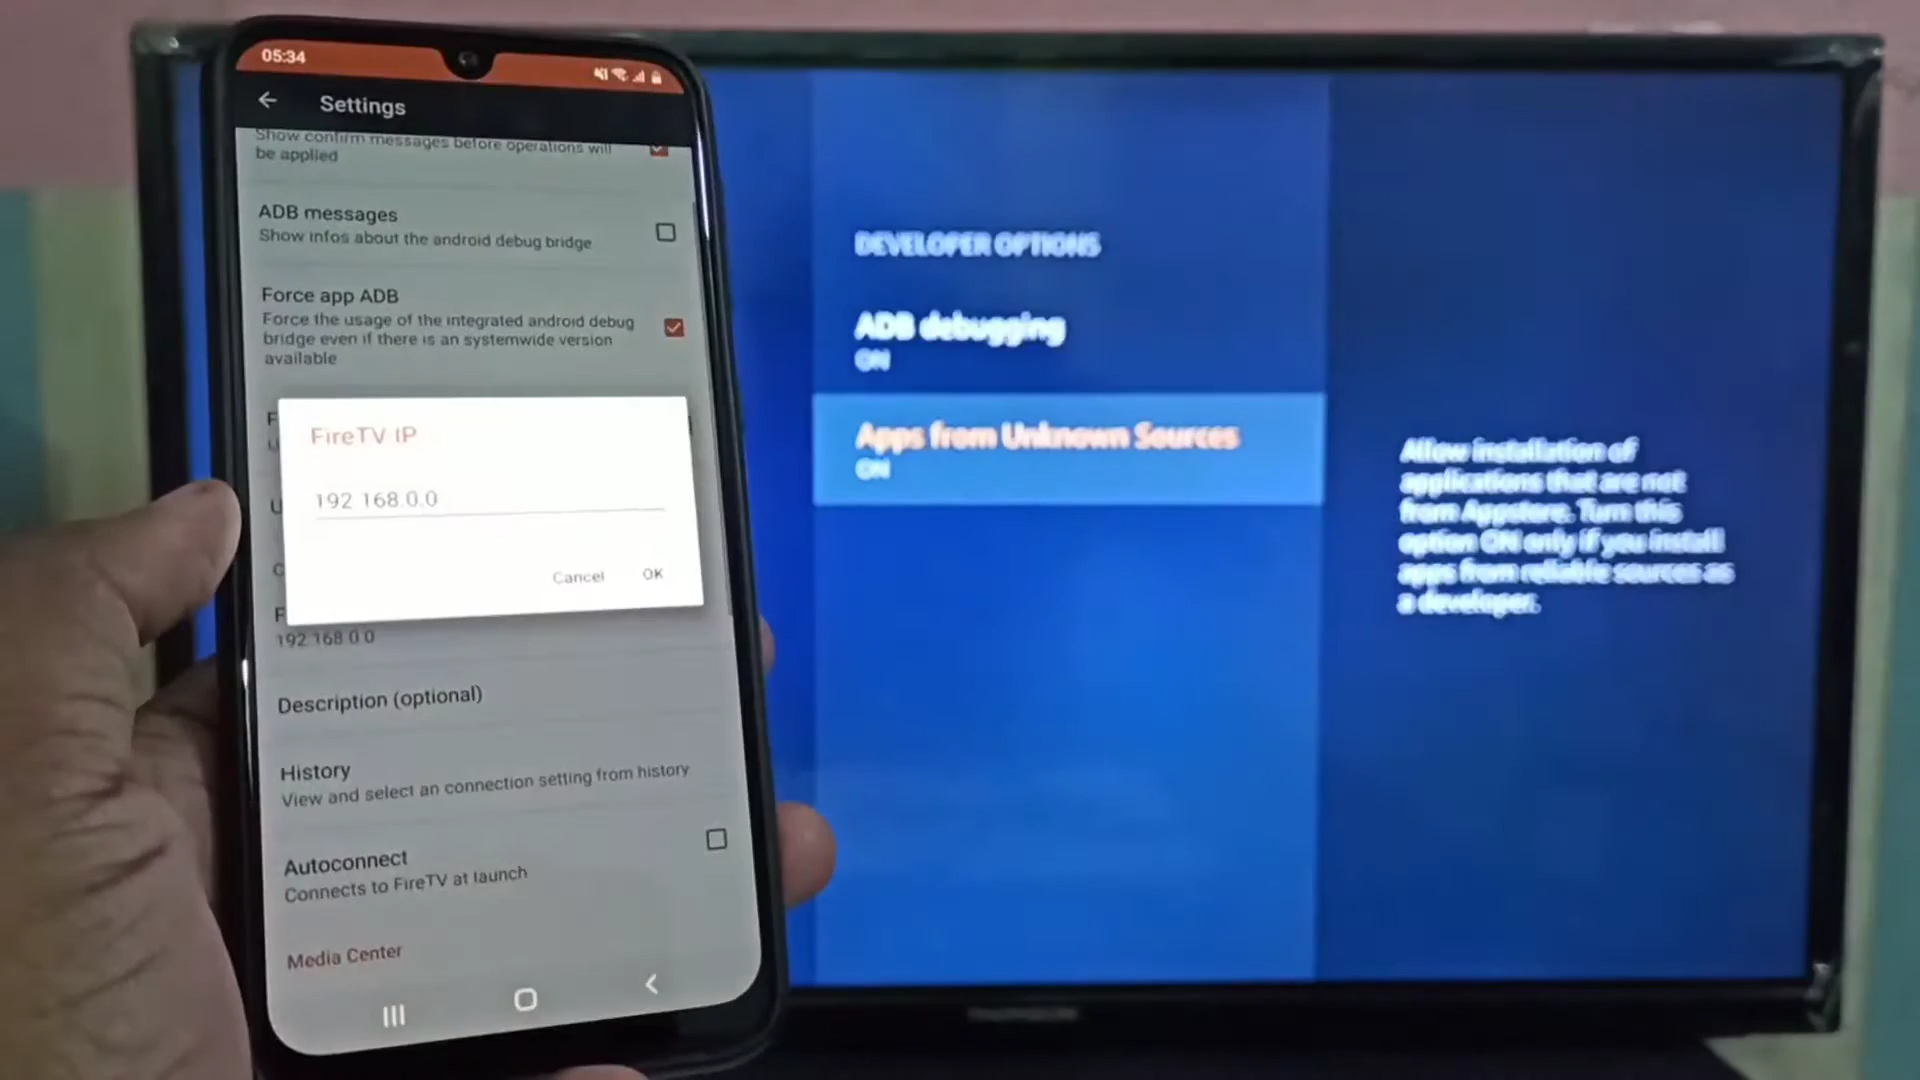 05:34
Settings
Show confirm messages before operations will
be applied
ADB messages
Show infos about the android debug bridge
Force app ADB
Force the usage of the integrated android debug
bridge even if there is an systemwide version
available
FireTV IP
192 168.0.0
Cancel OK
192 168 0 0
Description (optional)
History
View and select an connection setting from history
Autoconnect
Connects to FireTV at launch
Media Center
DEVELOPER OPTIONS
ADB debugging
ON
Apps from Unknown Sources
ON
Allow installation of
applications that are not
from Appstore. Turn this
option ON only if you install
apps from reliable sources as
a developer.